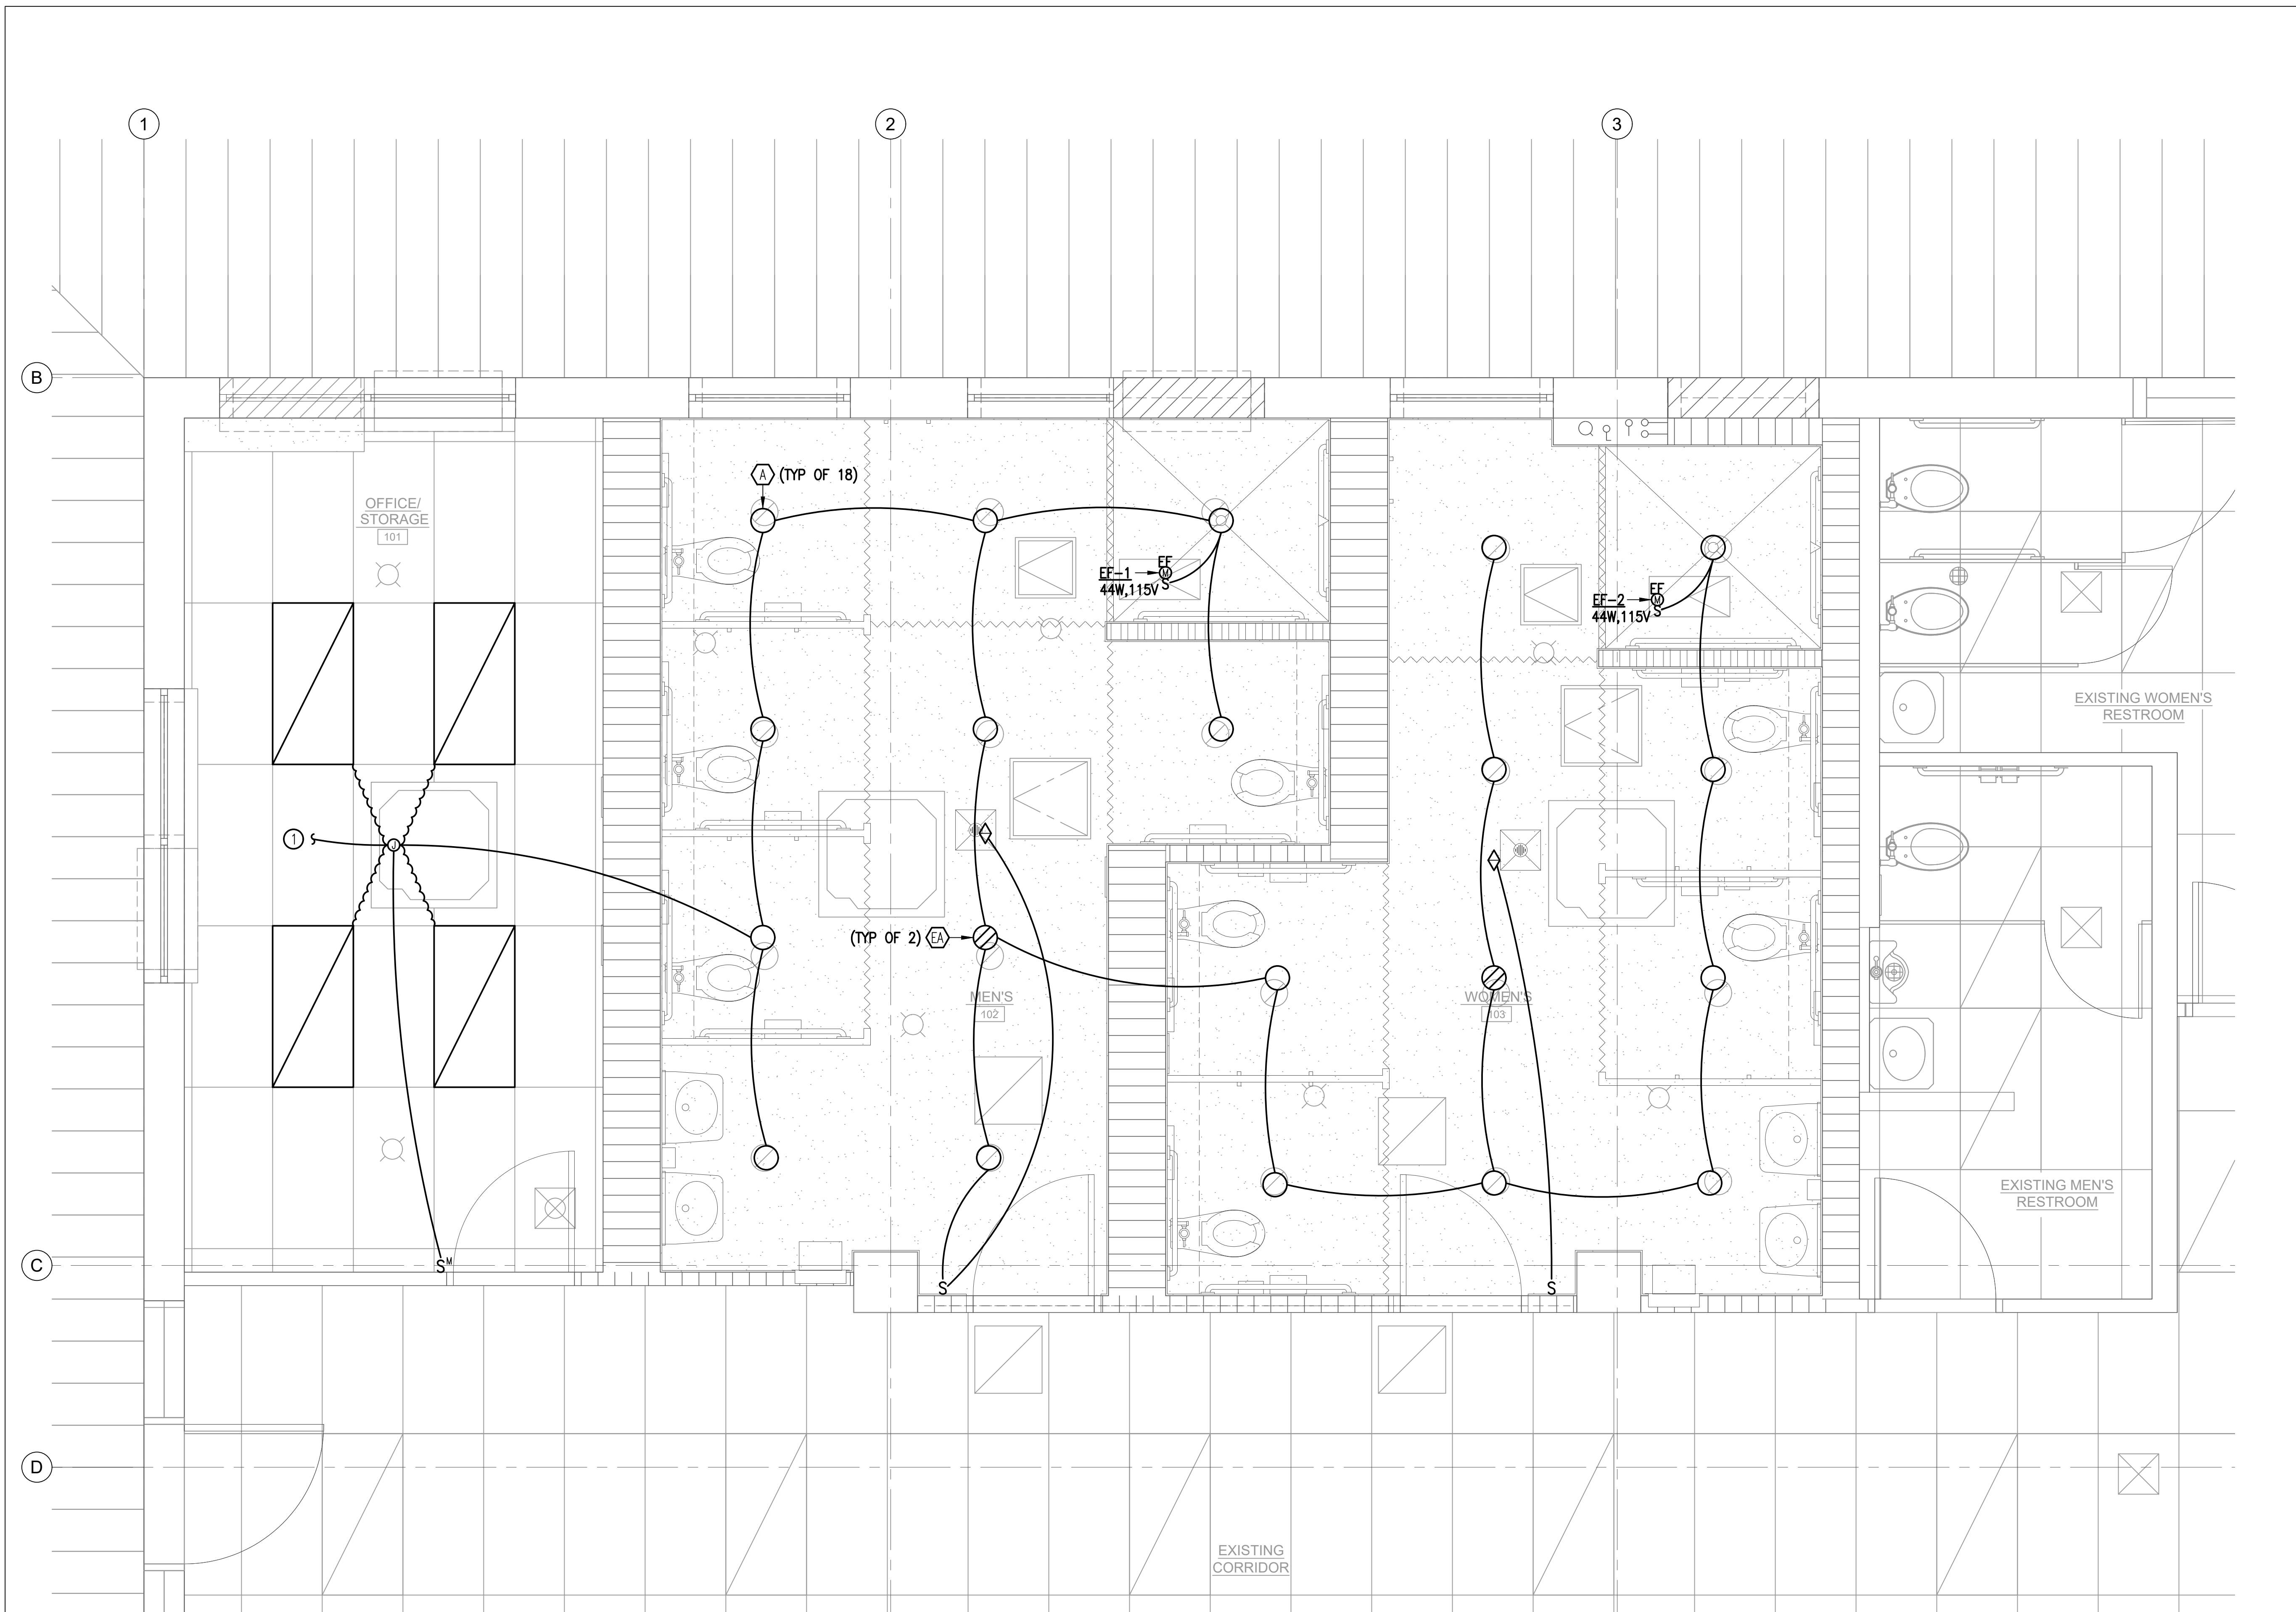 1
2
3
B
A (TYP OF 18)
OFFICE/
STORAGE
101
EF
EF-1 M
44W,115V S
EF
EF-2 M
44W,115V S
EXISTING WOMEN'S
RESTROOM
1
J
(TYP OF 2) EA
MEN'S
102
WOMEN'S
103
EXISTING MEN'S
RESTROOM
C
SM
S
S
D
EXISTING
CORRIDOR